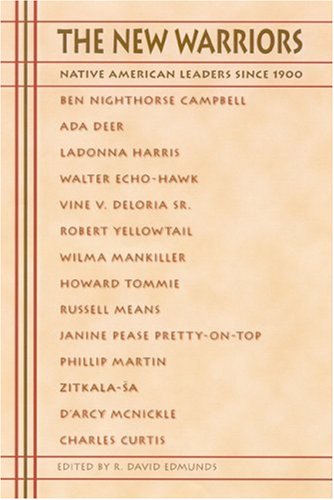 THE NEW WARRIORS
NATIVE AMERICAN LEADERS SINCE 1900
BEN NIGHTHORSE CAMPBELL
ADA DEER
LADONNA HARRIS
WALTER ECHO-HAWK
VINE V. DELORIA SR.
ROBERT YELLOWTAIL
WILMA MANKILLER
HOWARD TOMMIE
RUSSELL MEANS
JANINE PEASE PRETTY-ON-TOP
PHILLIP MARTIN
ZITKALA-ŠA
D'ARCY MCNICKLE
CHARLES CURTIS
EDITED BY R. DAVID EDMUNDS